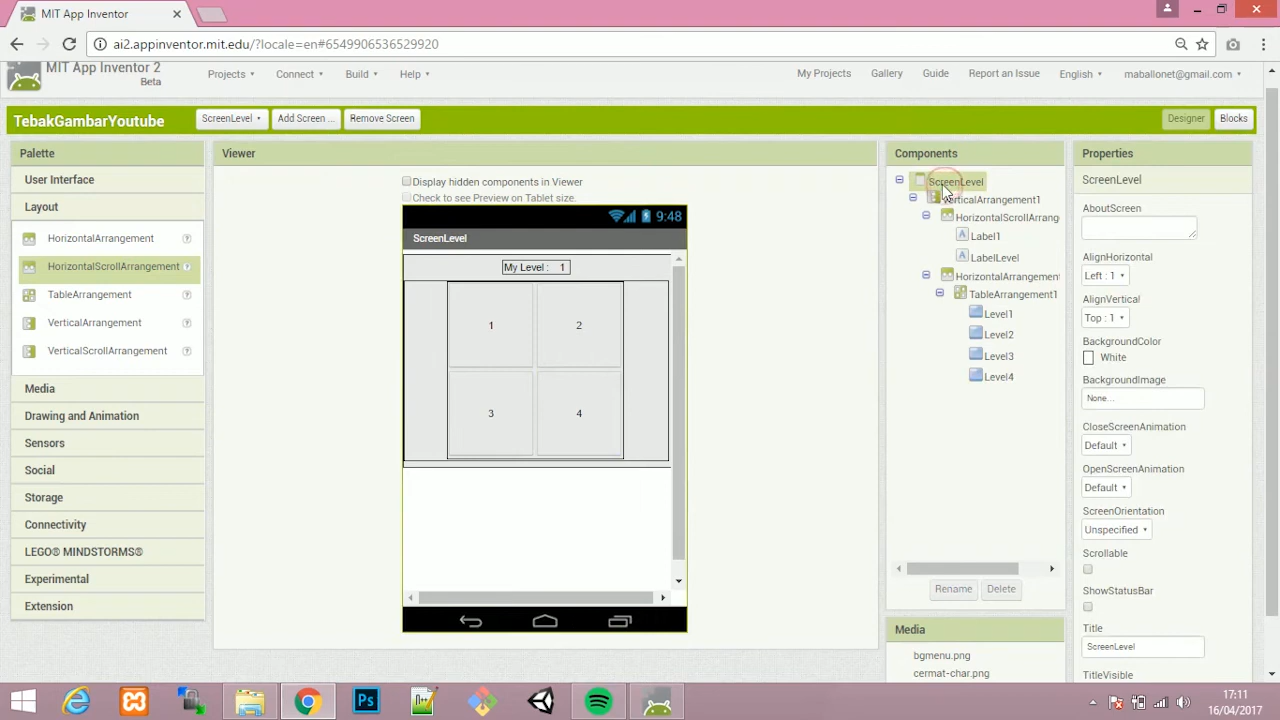 MIT App Inventor
ai2.appinventor.mit.edu/?locale=en#6549906536529920
MIT App Inventor 2
Beta
Projects
Connect
Build
Help
My Projects
Gallery
Guide
Report an Issue
English
mabalionet@gmail.com
TebakGambarYoutube
ScreenLevel
Add Screen ...
Remove Screen
Designer
Blocks
Palette
User Interface
Layout
HorizontalArrangement
HorizontalScrollArrangement
TableArrangement
VerticalArrangement
VerticalScrollArrangement
Media
Drawing and Animation
Sensors
Social
Storage
Connectivity
LEGO® MINDSTORMS®
Experimental
Extension
Viewer
Display hidden components in Viewer
Check to see Preview on Tablet size.
9:48
ScreenLevel
My Level : 1
1 2
3 4
Components
ScreenLevel
VerticalArrangement1
HorizontalScrollArrang
Label1
LabelLevel
HorizontalArrangement
TableArrangement1
Level1
Level2
Level3
Level4
Rename
Delete
Media
bgmenu.png
cermat-char.png
Properties
ScreenLevel
AboutScreen
AlignHorizontal
Left : 1
AlignVertical
Top : 1
BackgroundColor
White
BackgroundImage
None...
CloseScreenAnimation
Default
OpenScreenAnimation
Default
ScreenOrientation
Unspecified
Scrollable
ShowStatusBar
Title
ScreenLevel
TitleVisible
Ps
17:11
16/04/2017